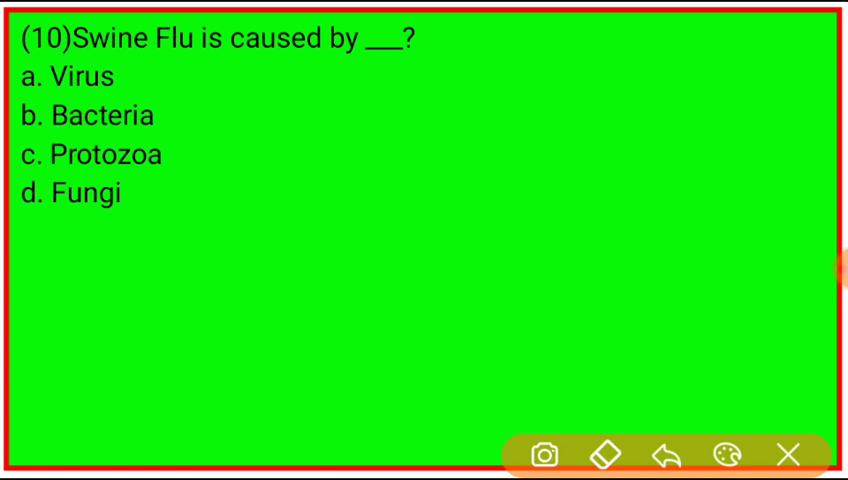 (10)Swine Flu is caused by ___?
a. Virus
b. Bacteria
c. Protozoa
d. Fungi